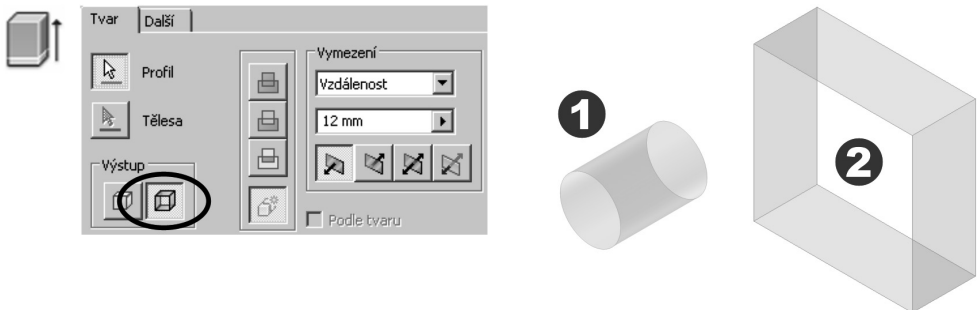 Tvar Další
Profil
Tělesa
Výstup
Vymezení
Vzdálenost
12 mm
Podle tvaru
1
2